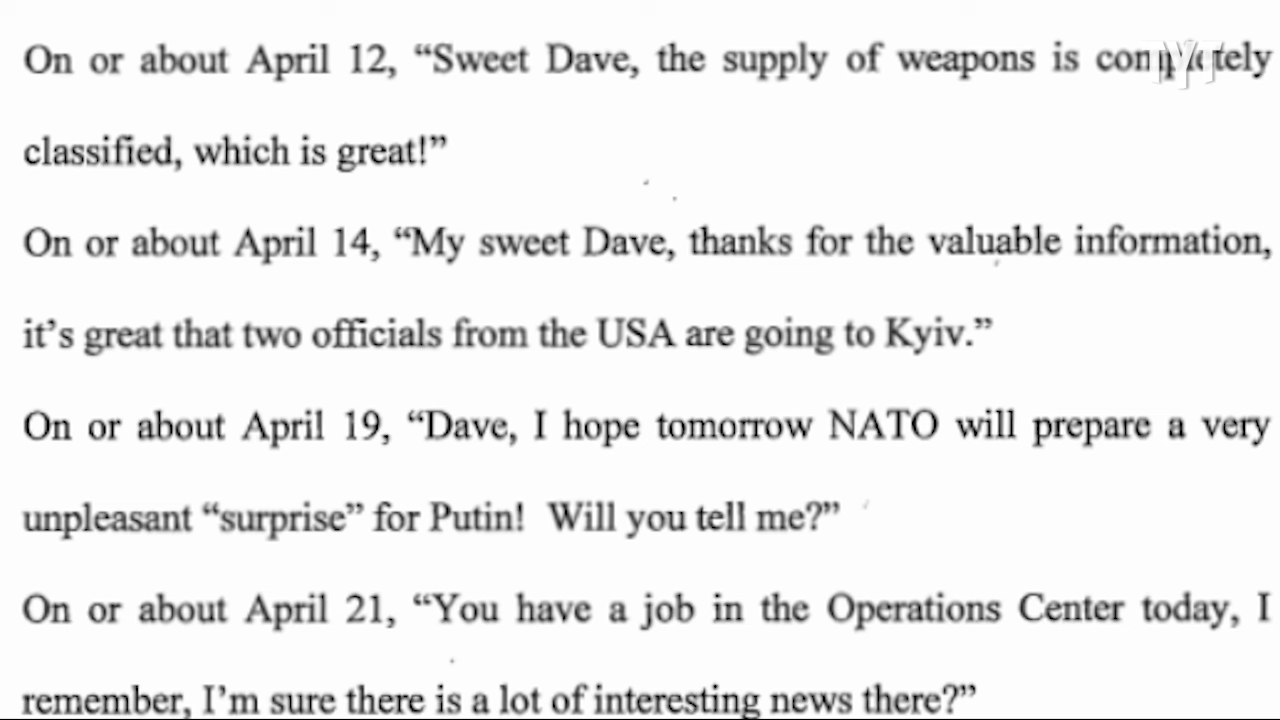 On or about April 12, “Sweet Dave, the supply of weapons is completely
classified, which is great!”
On or about April 14, “My sweet Dave, thanks for the valuable information,
it’s great that two officials from the USA are going to Kyiv.”
On or about April 19, “Dave, I hope tomorrow NATO will prepare a very
unpleasant “surprise” for Putin!  Will you tell me?”
On or about April 21, “You have a job in the Operations Center today, I
remember, I’m sure there is a lot of interesting news there?”
TYT